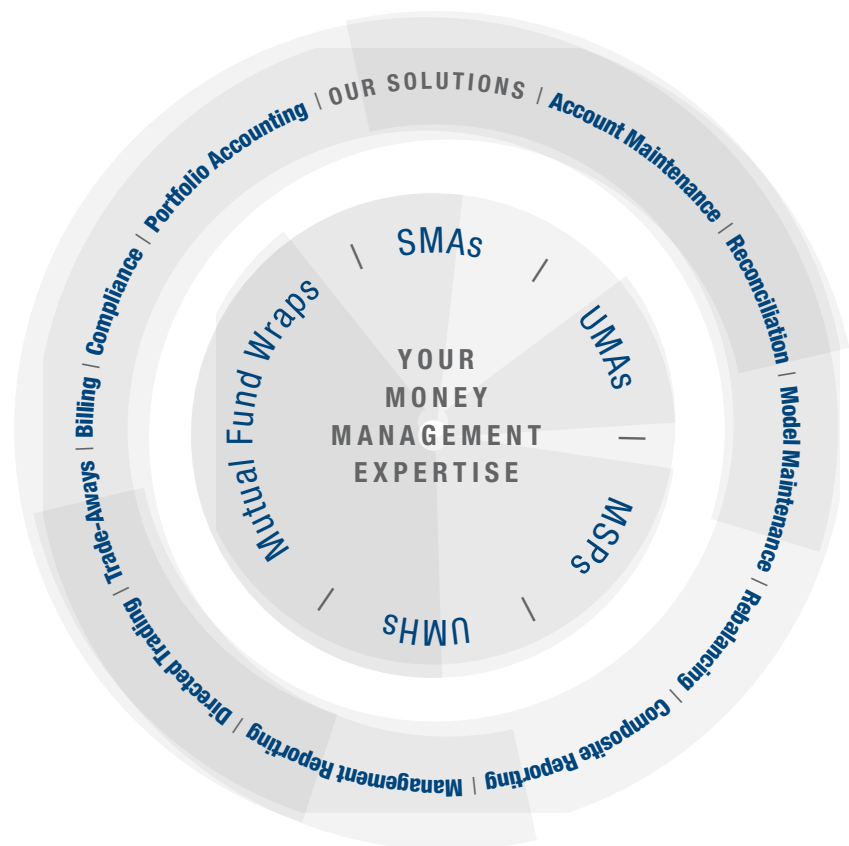 OUR SOLUTIONS | Account Maintenance | Reconciliation | Model Maintenance | Rebalancing | Composite Reporting | Management Reporting | Directed Trading | Trade-Aways | Billing | Compliance | Portfolio Accounting |
SMAs
UMAs
MSPs
UMHs
Mutual Fund Wraps
YOUR
MONEY
MANAGEMENT
EXPERTISE